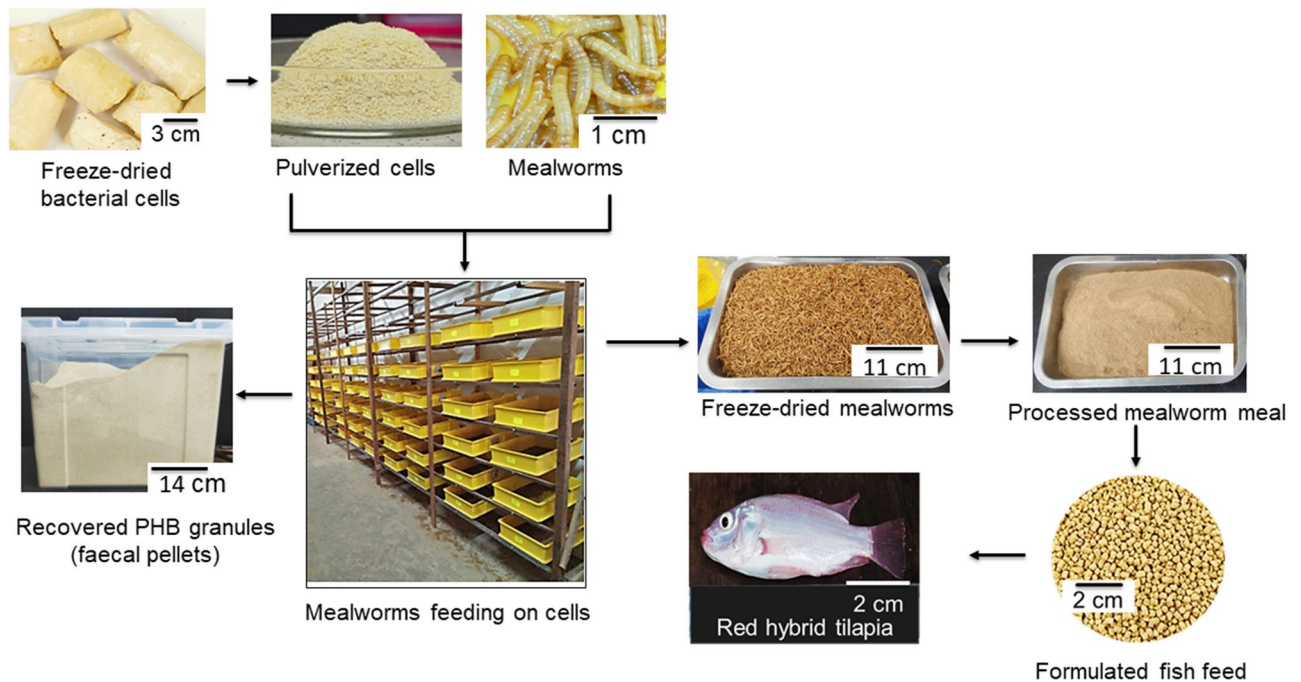 3 cm
Freeze-dried
bacterial cells
Pulverized cells
1 cm
Mealworms
14 cm
Recovered PHB granules
(faecal pellets)
Mealworms feeding on cells
11 cm
Freeze-dried mealworms
11 cm
Processed mealworm meal
2 cm
Red hybrid tilapia
2 cm
Formulated fish feed